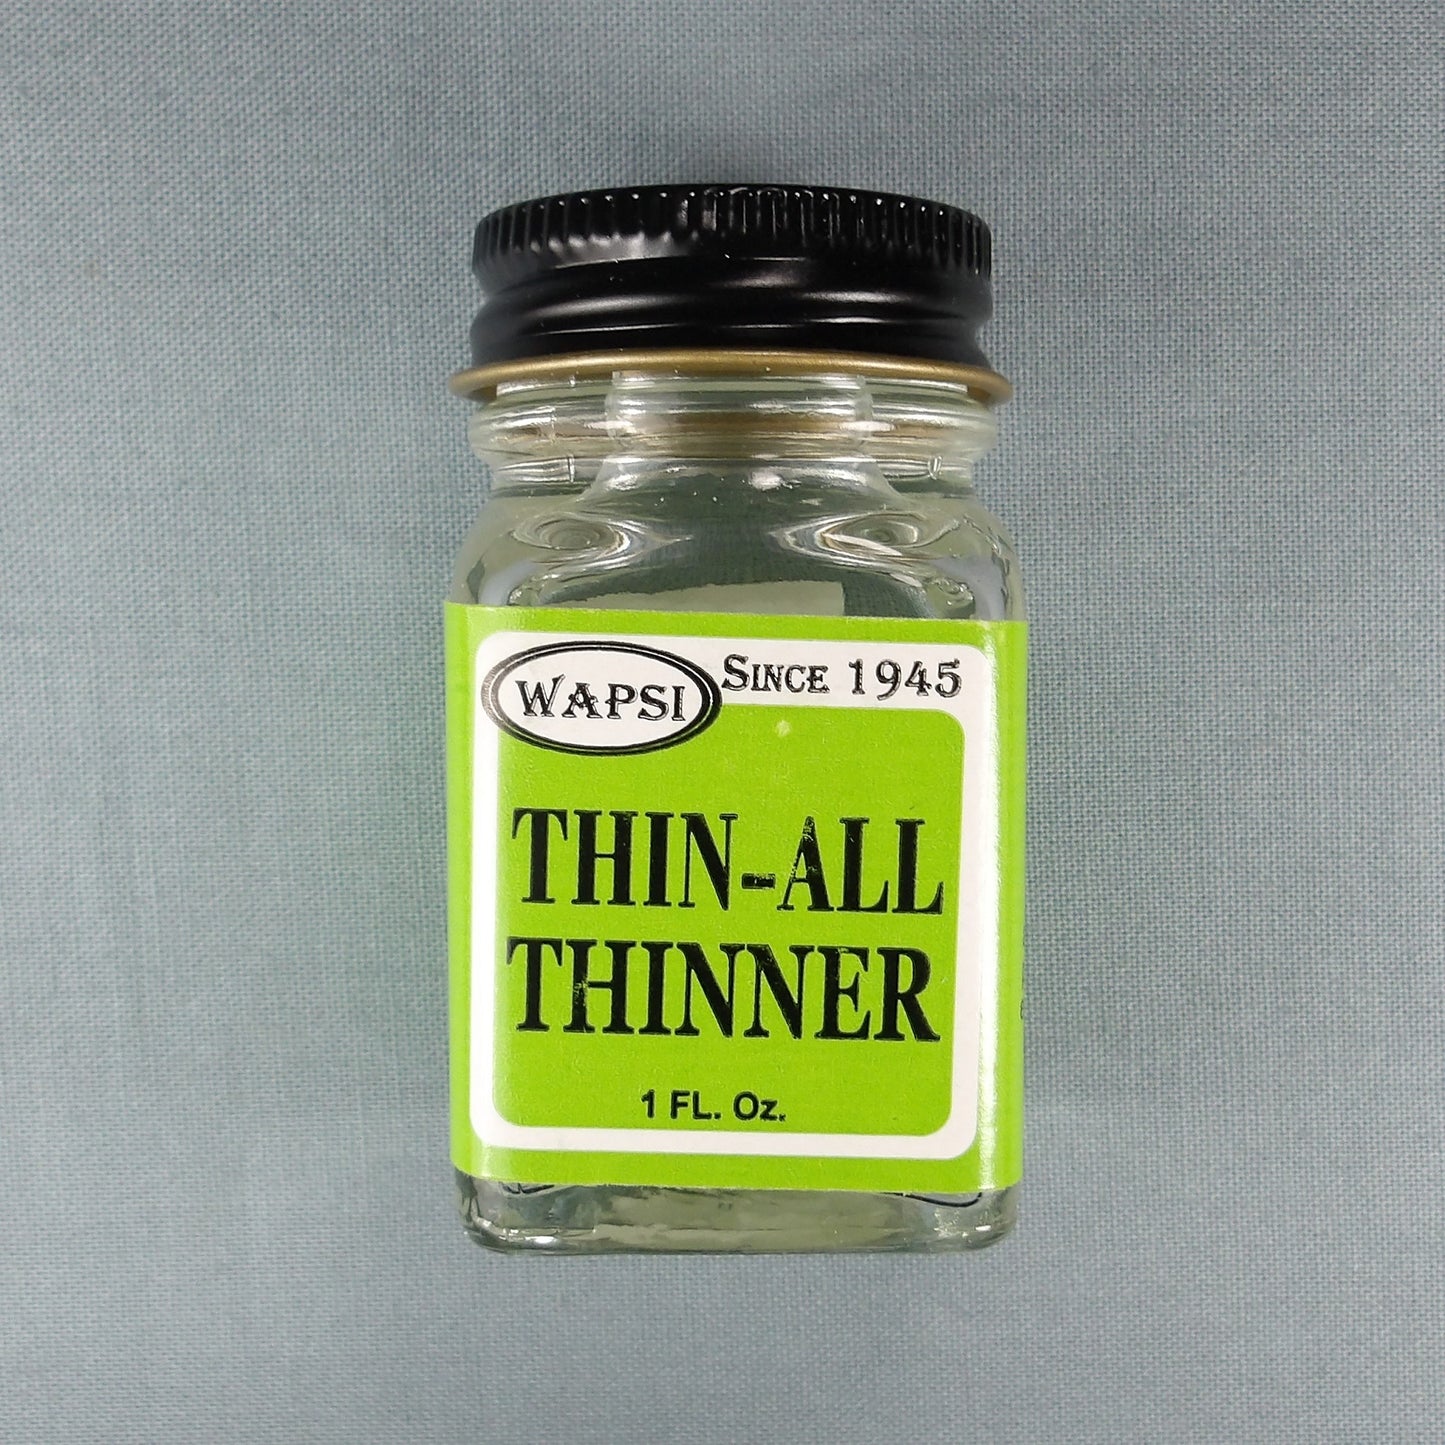 WAPSI SINCE 1945
THIN-ALL
THINNER
1 FL. Oz.